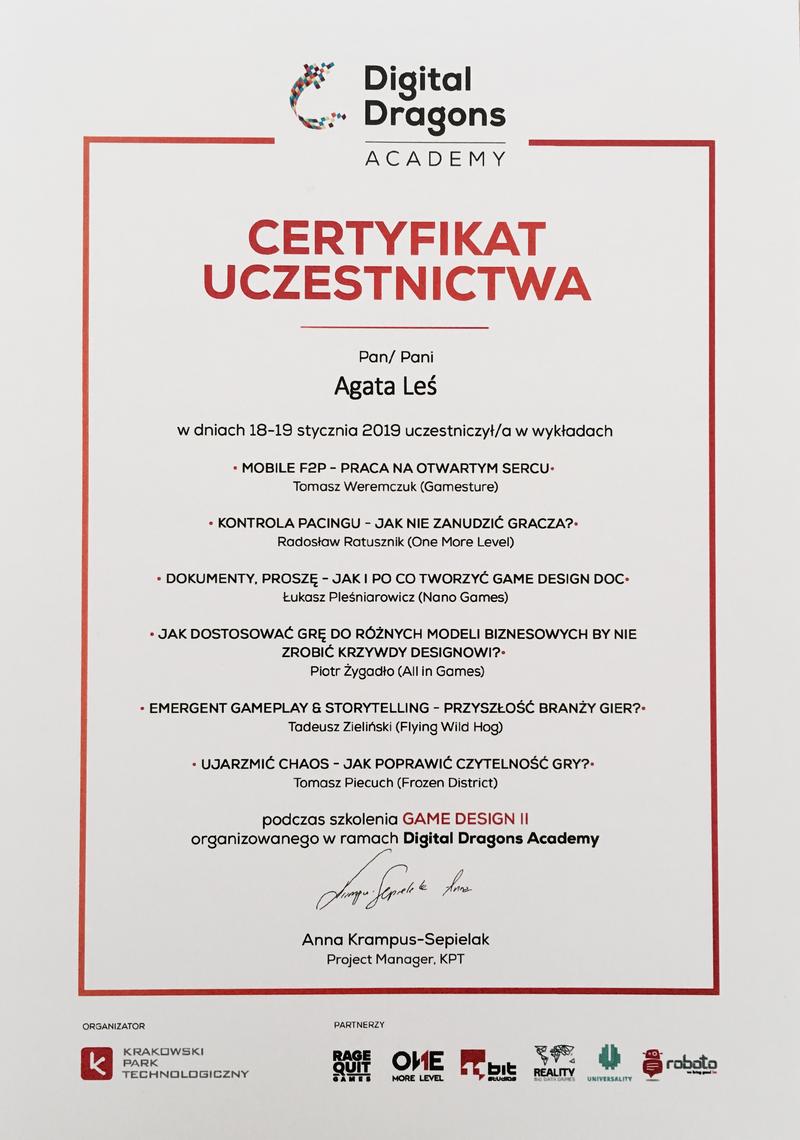 Digital
Dragons
ACADEMY
CERTYFIKAT
UCZESTNICTWA
Pan/ Pani
Agata Leś
w dniach 18-19 stycznia 2019 uczestniczył/a w wykładach
• MOBILE F2P - PRACA NA OTWARTYM SERCU•
Tomasz Weremczuk (Gamesture)
• KONTROLA PACINGU - JAK NIE ZANUDZIĆ GRACZA?•
Radosław Ratusznik (One More Level)
• DOKUMENTY, PROSZĘ - JAK I PO CO TWORZYĆ GAME DESIGN DOC•
Łukasz Pleśniarowicz (Nano Games)
• JAK DOSTOSOWAĆ GRĘ DO RÓŻNYCH MODELI BIZNESOWYCH BY NIE
ZROBIĆ KRZYWDY DESIGNOWI?•
Piotr Żygadło (All in Games)
• EMERGENT GAMEPLAY & STORYTELLING - PRZYSZŁOŚĆ BRANŻY GIER?•
Tadeusz Zieliński (Flying Wild Hog)
• UJARZMIĆ CHAOS - JAK POPRAWIĆ CZYTELNOŚĆ GRY?•
Tomasz Piecuch (Frozen District)
podczas szkolenia GAME DESIGN II
organizowanego w ramach Digital Dragons Academy
Krampus-Sepielak Anna
Anna Krampus-Sepielak
Project Manager, KPT
ORGANIZATOR
PARTNERZY
KRAKOWSKI
PARK
TECHNOLOGICZNY
RAGE
QUIT
GAMES
ONE
MORE LEVEL
bit
studios
REALITY
BIG DATA GAMES
UNIVERSALITY
roboto